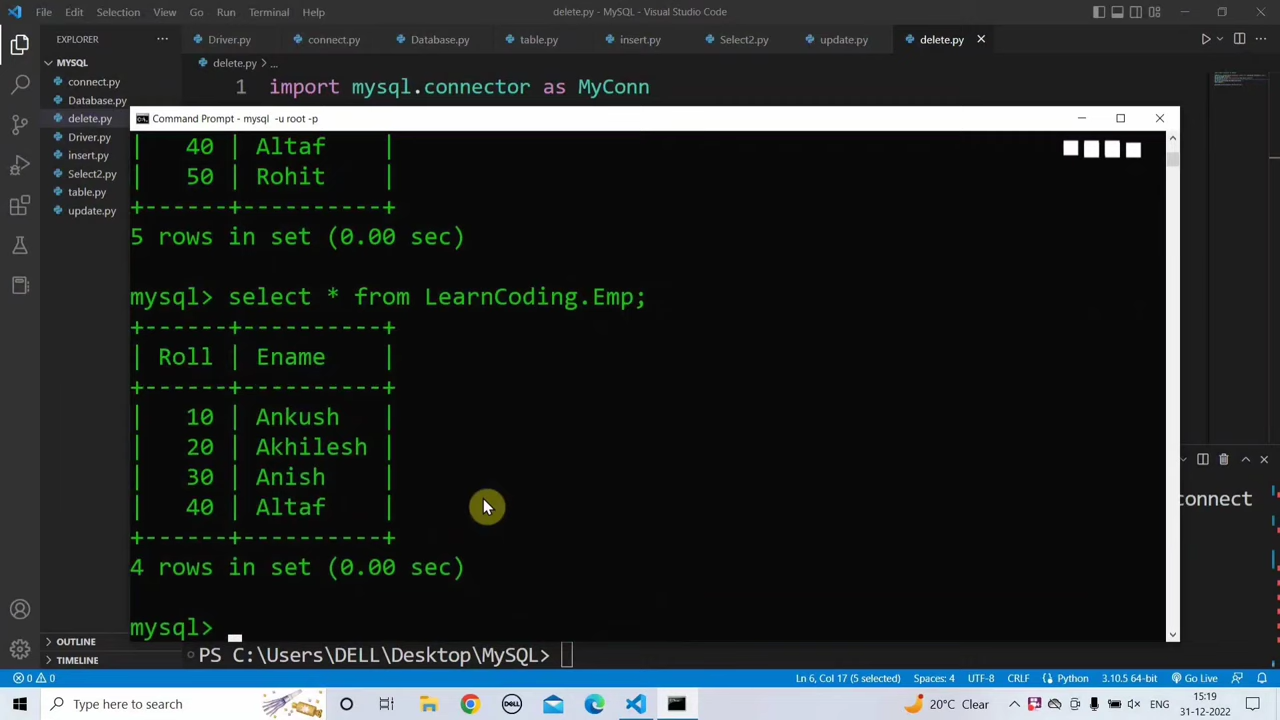 File Edit Selection View Go Run Terminal Help delete.py - MySQL - Visual Studio Code
EXPLORER ··· Driver.py connect.py Database.py table.py insert.py Select2.py update.py delete.py
MYSQL delete.py > ...
connect.py
Database.py
delete.py
Driver.py
insert.py
Select2.py
table.py
update.py
1 import mysql.connector as MyConn
Command Prompt - mysql -u root -p
| 40 | Altaf |
| 50 | Rohit |
+------+----------+
5 rows in set (0.00 sec)
mysql> select * from LearnCoding.Emp;
+------+----------+
| Roll | Ename |
+------+----------+
| 10 | Ankush |
| 20 | Akhilesh |
| 30 | Anish |
| 40 | Altaf |
+------+----------+
4 rows in set (0.00 sec)
mysql>
connect
OUTLINE
TIMELINE
PS C:\Users\DELL\Desktop\MySQL>
0 0 Ln 6, Col 17 (5 selected) Spaces: 4 UTF-8 CRLF Python 3.10.5 64-bit Go Live
Type here to search DELL 20°C Clear ENG 15:19
31-12-2022